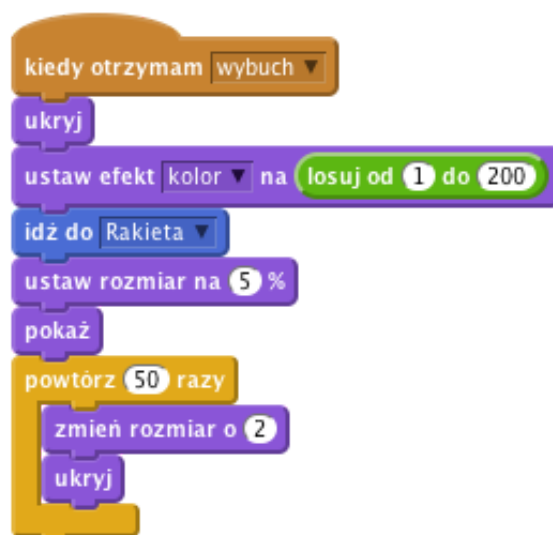 kiedy otrzymam wybuch
ukryj
ustaw efekt kolor na losuj od 1 do 200
idź do Rakieta
ustaw rozmiar na 5 %
pokaż
powtórz 50 razy
zmień rozmiar o 2
ukryj